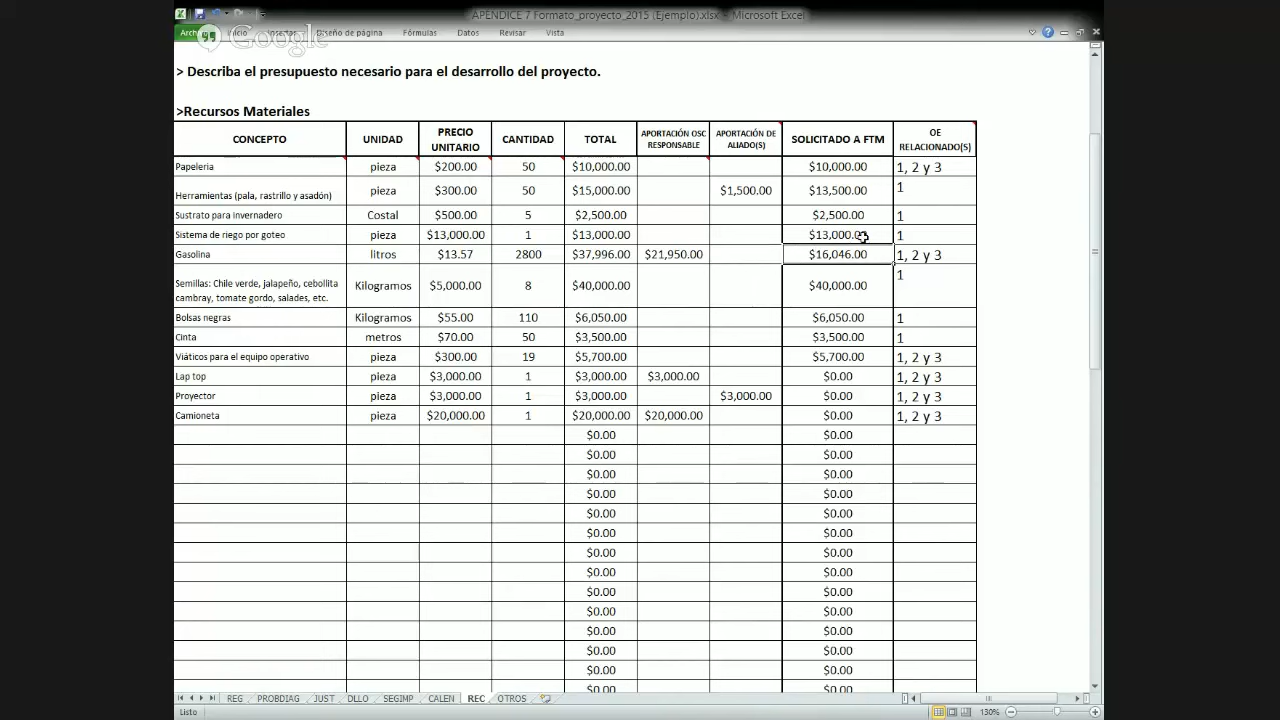 APENDICE 7 Formato_proyecto_2015 (Ejemplo).xlsx - Microsoft Excel
Google
Archivo Inicio Insertar Diseño de página Fórmulas Datos Revisar Vista
> Describa el presupuesto necesario para el desarrollo del proyecto.
>Recursos Materiales
CONCEPTO UNIDAD PRECIO UNITARIO CANTIDAD TOTAL APORTACIÓN OSC RESPONSABLE APORTACIÓN DE ALIADO(S) SOLICITADO A FTM OE RELACIONADO(S)
Papeleria pieza $200.00 50 $10,000.00 $10,000.00 1, 2 y 3
Herramientas (pala, rastrillo y asadón) pieza $300.00 50 $15,000.00 $1,500.00 $13,500.00 1
Sustrato para invernadero Costal $500.00 5 $2,500.00 $2,500.00 1
Sistema de riego por goteo pieza $13,000.00 1 $13,000.00 $13,000.00 1
Gasolina litros $13.57 2800 $37,996.00 $21,950.00 $16,046.00 1, 2 y 3
Semillas: Chile verde, jalapeño, cebollita cambray, tomate gordo, salades, etc. Kilogramos $5,000.00 8 $40,000.00 $40,000.00 1
Bolsas negras Kilogramos $55.00 110 $6,050.00 $6,050.00 1
Cinta metros $70.00 50 $3,500.00 $3,500.00 1
Viáticos para el equipo operativo pieza $300.00 19 $5,700.00 $5,700.00 1, 2 y 3
Lap top pieza $3,000.00 1 $3,000.00 $3,000.00 $0.00 1, 2 y 3
Proyector pieza $3,000.00 1 $3,000.00 $3,000.00 $0.00 1, 2 y 3
Camioneta pieza $20,000.00 1 $20,000.00 $20,000.00 $0.00 1, 2 y 3
$0.00 $0.00
$0.00 $0.00
$0.00 $0.00
$0.00 $0.00
$0.00 $0.00
$0.00 $0.00
$0.00 $0.00
$0.00 $0.00
$0.00 $0.00
$0.00 $0.00
$0.00 $0.00
$0.00 $0.00
$0.00 $0.00
$0.00 $0.00
REG PROBDIAG JUST DLLO SEGIMP CALEN REC OTROS
Listo 130%